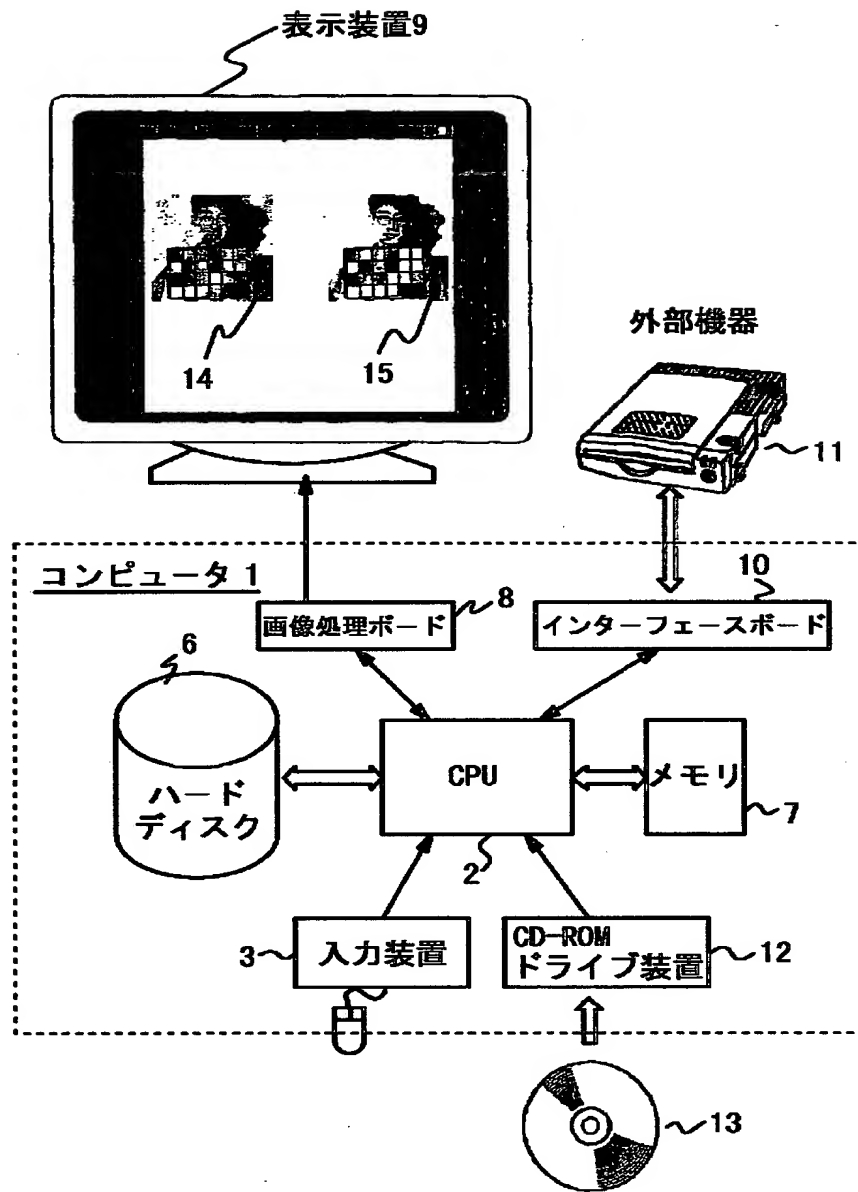 表示装置9
14
15
外部機器
11
コンピュータ 1
画像処理ボード
8
10
インターフェースボード
6
ハード
ディスク
CPU
2
メモリ
7
3
入力装置
CD-ROM
ドライブ装置
12
13